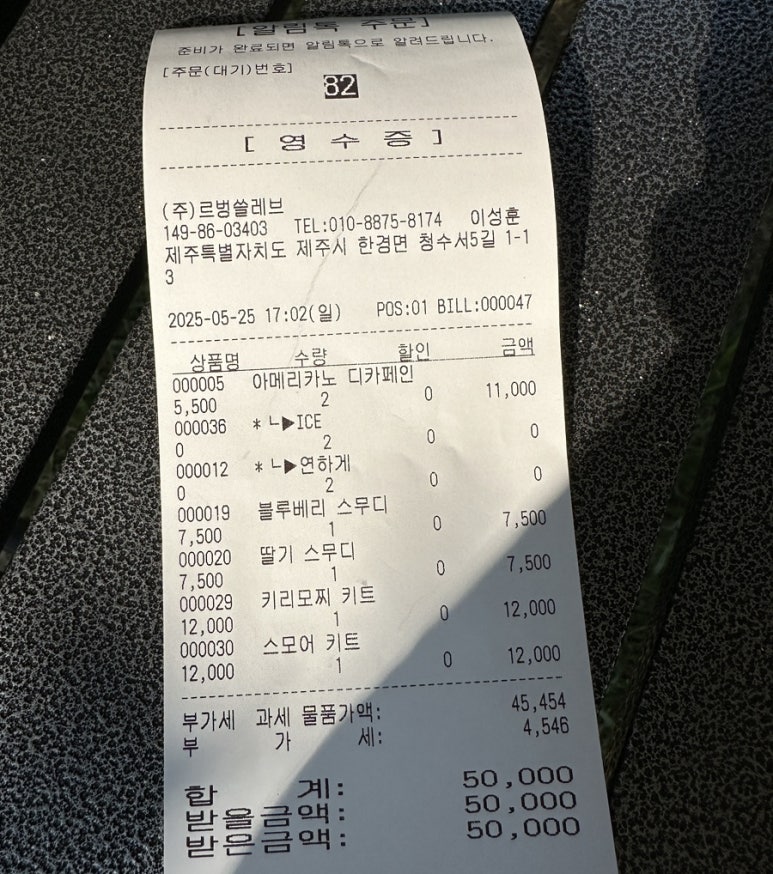 [알림톡 주문]
준비가 완료되면 알림톡으로 알려드립니다.
[주문(대기)번호]
82
[ 영 수 증 ]
(주)르벙쏠레브
149-86-03403 TEL:010-8875-8174 이성훈
제주특별자치도 제주시 한경면 청수서5길 1-1
3
2025-05-25 17:02(일) POS:01 BILL:000047
상품명 수량 할인 금액
000005 아메리카노 디카페인
5,500 2 0 11,000
000036 *ㄴ▶ICE
0 2 0 0
000012 *ㄴ▶연하게
0 2 0 0
000019 블루베리 스무디
7,500 1 0 7,500
000020 딸기 스무디
7,500 1 0 7,500
000029 키리모찌 키트
12,000 1 0 12,000
000030 스모어 키트
12,000 1 0 12,000
부가세 과세 물품가액: 45,454
부 가 세: 4,546
합 계: 50,000
받을금액: 50,000
받은금액: 50,000